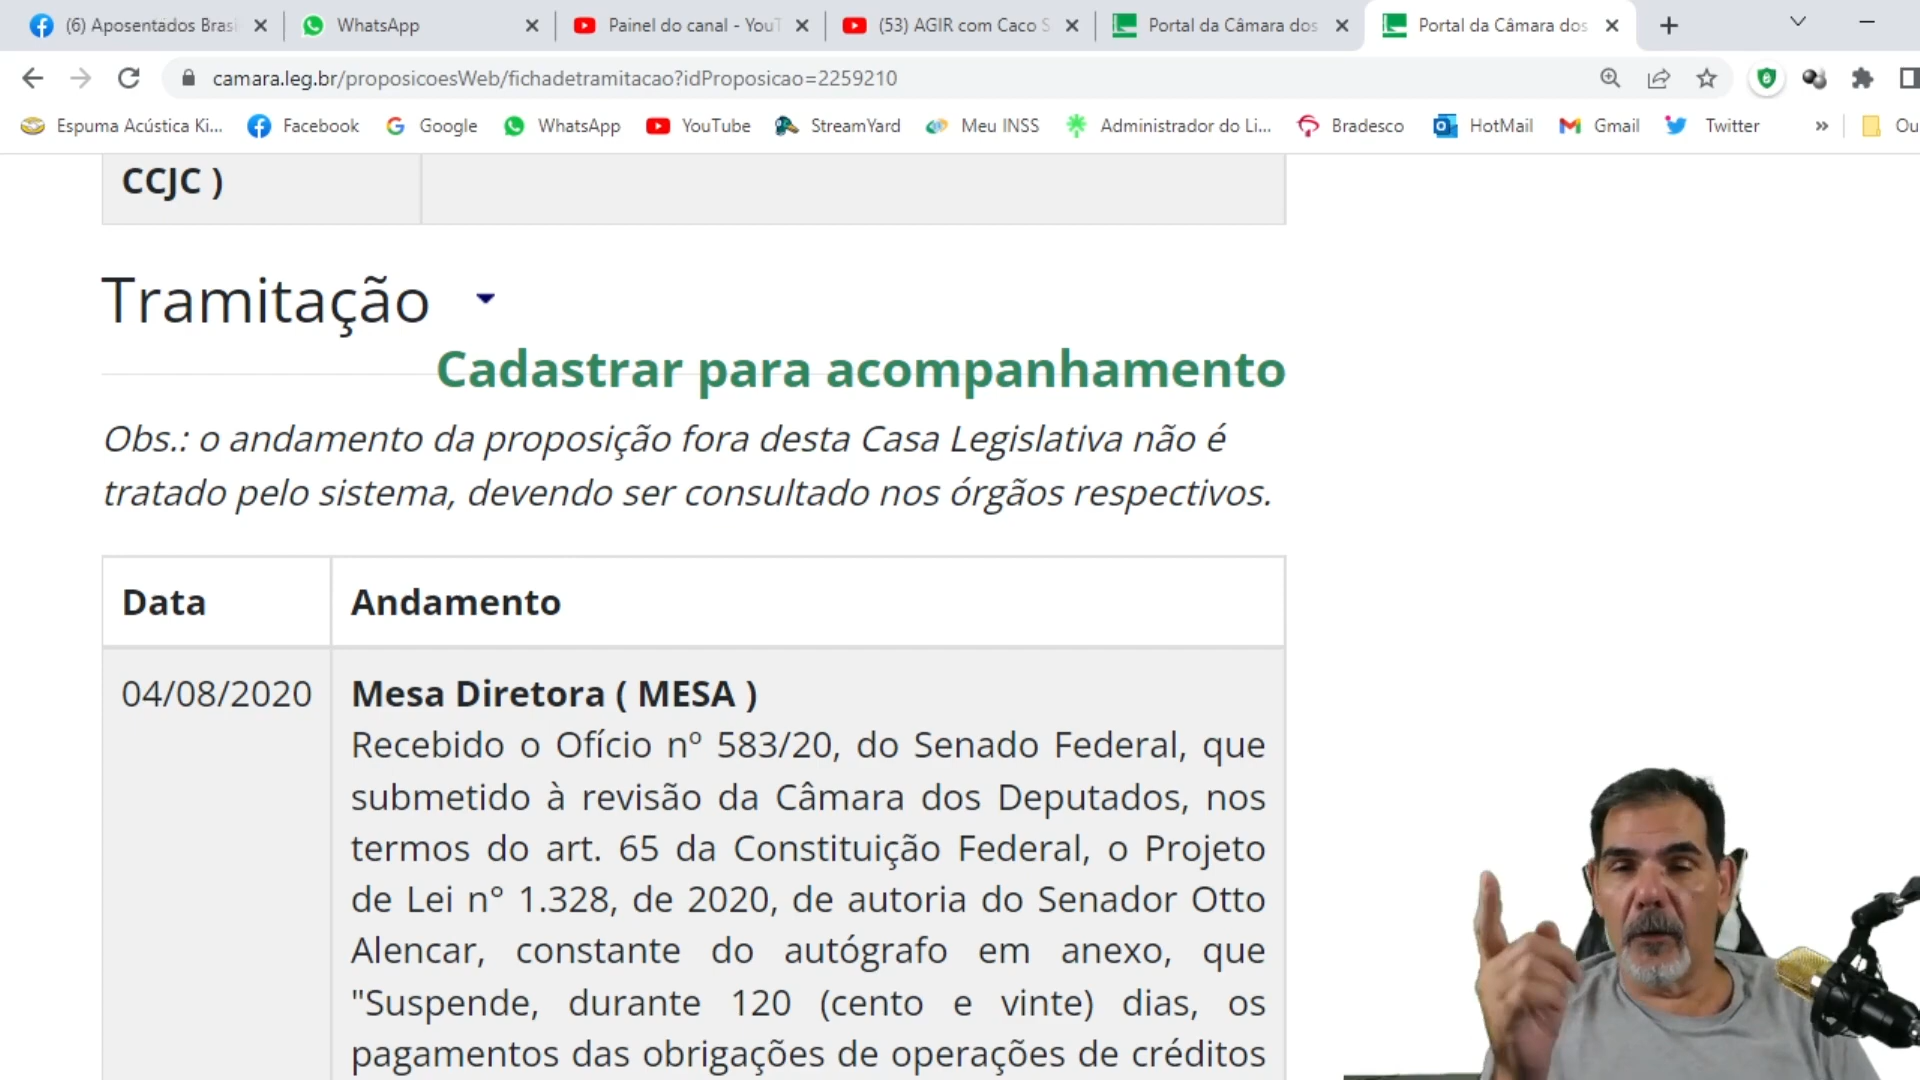 (6) Aposentados Brasi
WhatsApp
Painel do canal - YouT
(53) AGIR com Caco S
Portal da Câmara dos
Portal da Câmara dos
camara.leg.br/proposicoesWeb/fichadetramitacao?idProposicao=2259210
Espuma Acústica Ki...
Facebook
Google
WhatsApp
YouTube
StreamYard
Meu INSS
Administrador do Li...
Bradesco
HotMail
Gmail
Twitter
»
Ou
CCJC )
Tramitação
Cadastrar para acompanhamento
Obs.: o andamento da proposição fora desta Casa Legislativa não é
tratado pelo sistema, devendo ser consultado nos órgãos respectivos.
Data Andamento
04/08/2020 Mesa Diretora ( MESA )
Recebido o Ofício nº 583/20, do Senado Federal, que
submetido à revisão da Câmara dos Deputados, nos
termos do art. 65 da Constituição Federal, o Projeto
de Lei n° 1.328, de 2020, de autoria do Senador Otto
Alencar, constante do autógrafo em anexo, que
"Suspende, durante 120 (cento e vinte) dias, os
pagamentos das obrigações de operações de créditos